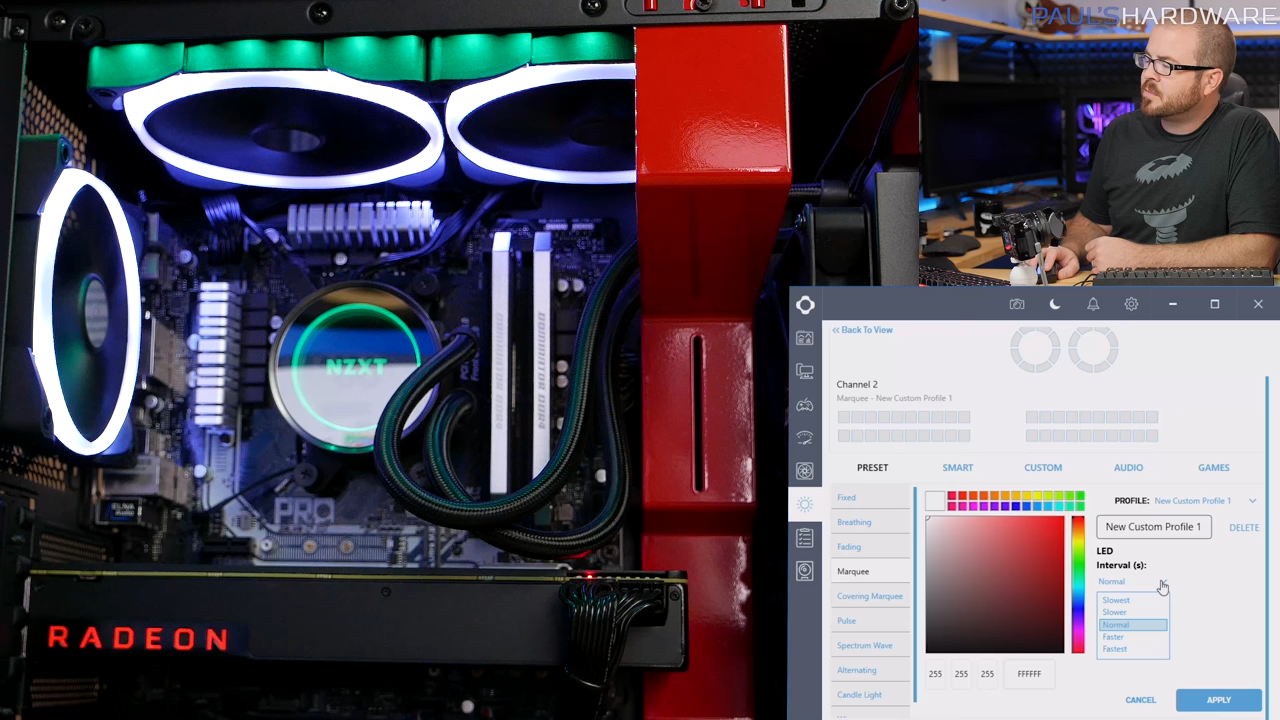 PAUL'SHARDWARE
NZXT
DOMINATOR DDR4
RADEON
<< Back To View
Channel 2
Marquee - New Custom Profile 1
PRESET
SMART
CUSTOM
AUDIO
GAMES
Fixed
Breathing
Fading
Marquee
Covering Marquee
Pulse
Spectrum Wave
Alternating
Candle Light
PROFILE: New Custom Profile 1
New Custom Profile 1
DELETE
LED
Interval (s):
Normal
Slowest
Slower
Normal
Faster
Fastest
255
255
255
FFFFFF
CANCEL
APPLY